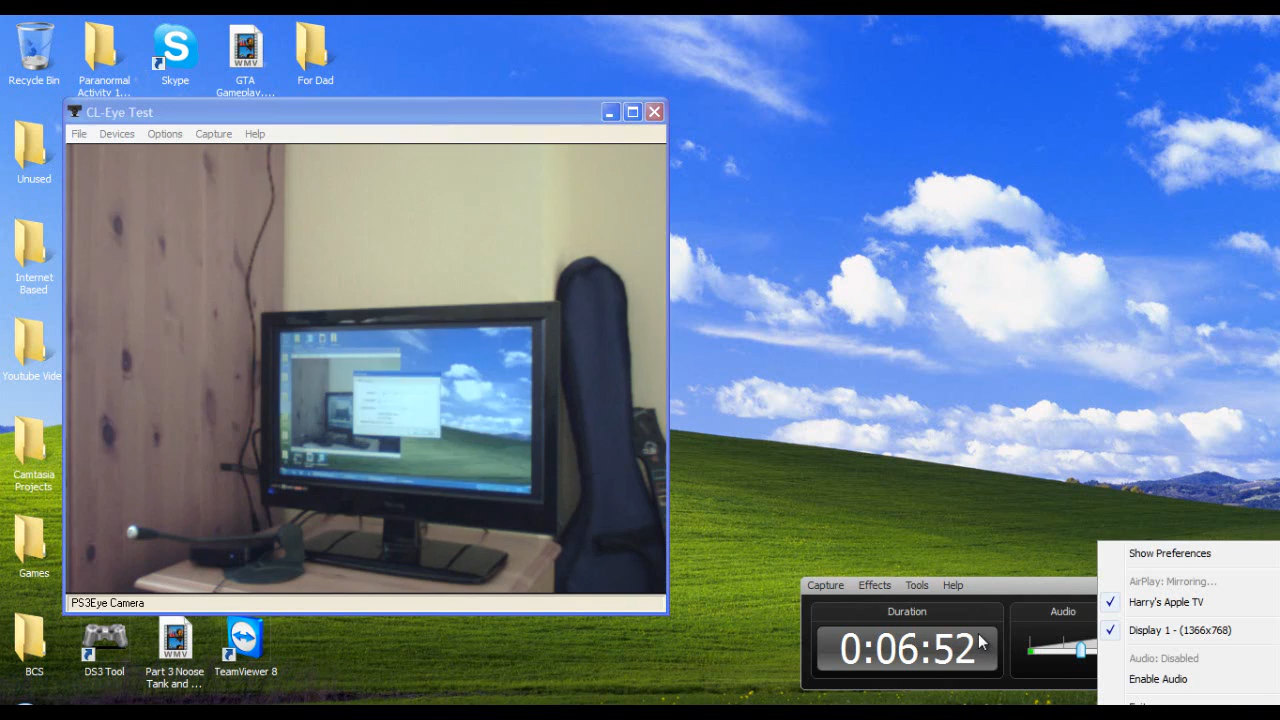 Recycle Bin
Paranormal
Activity 1...
Skype
WMV
GTA
Gameplay....
For Dad
CL-Eye Test
File Devices Options Capture Help
Unused
Internet
Based
Youtube Vide
Camtasia
Projects
Games
PS3Eye Camera
BCS
DS3 Tool
WMV
Part 3 Noose
Tank and ...
TeamViewer 8
Capture Effects Tools Help
Duration
0:06:52
Audio
Show Preferences
AirPlay: Mirroring...
Harry's Apple TV
Display 1 - (1366x768)
Audio: Disabled
Enable Audio